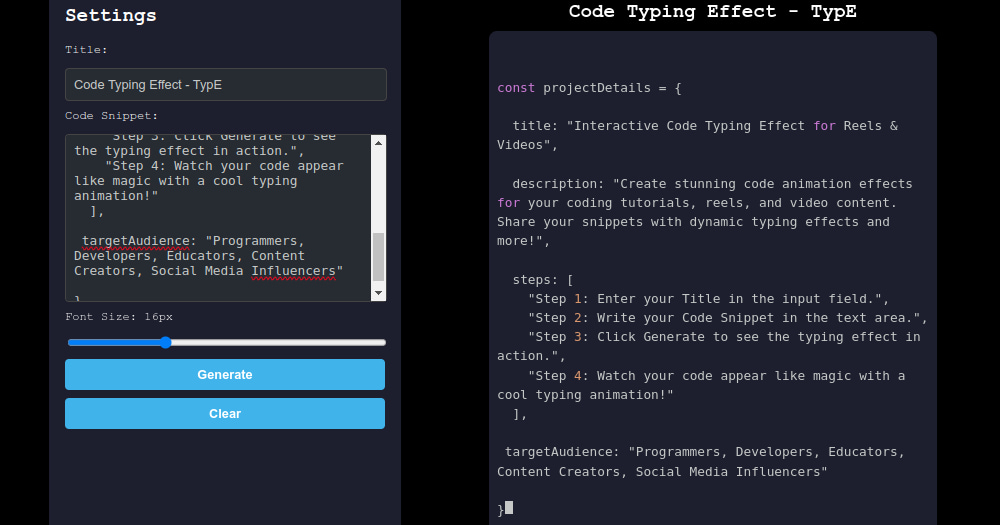 Settings
Title:
Code Typing Effect - TypE
Code Snippet:
"Step 3: Click Generate to see
the typing effect in action.",
"Step 4: Watch your code appear
like magic with a cool typing
animation!"
],
targetAudience: "Programmers,
Developers, Educators, Content
Creators, Social Media Influencers"
}
Font Size: 16px
Generate
Clear
Code Typing Effect - TypE
const projectDetails = {
title: "Interactive Code Typing Effect for Reels &
Videos",
description: "Create stunning code animation effects
for your coding tutorials, reels, and video content.
Share your snippets with dynamic typing effects and
more!",
steps: [
"Step 1: Enter your Title in the input field.",
"Step 2: Write your Code Snippet in the text area.",
"Step 3: Click Generate to see the typing effect in
action.",
"Step 4: Watch your code appear like magic with a
cool typing animation!"
],
targetAudience: "Programmers, Developers, Educators,
Content Creators, Social Media Influencers"
}